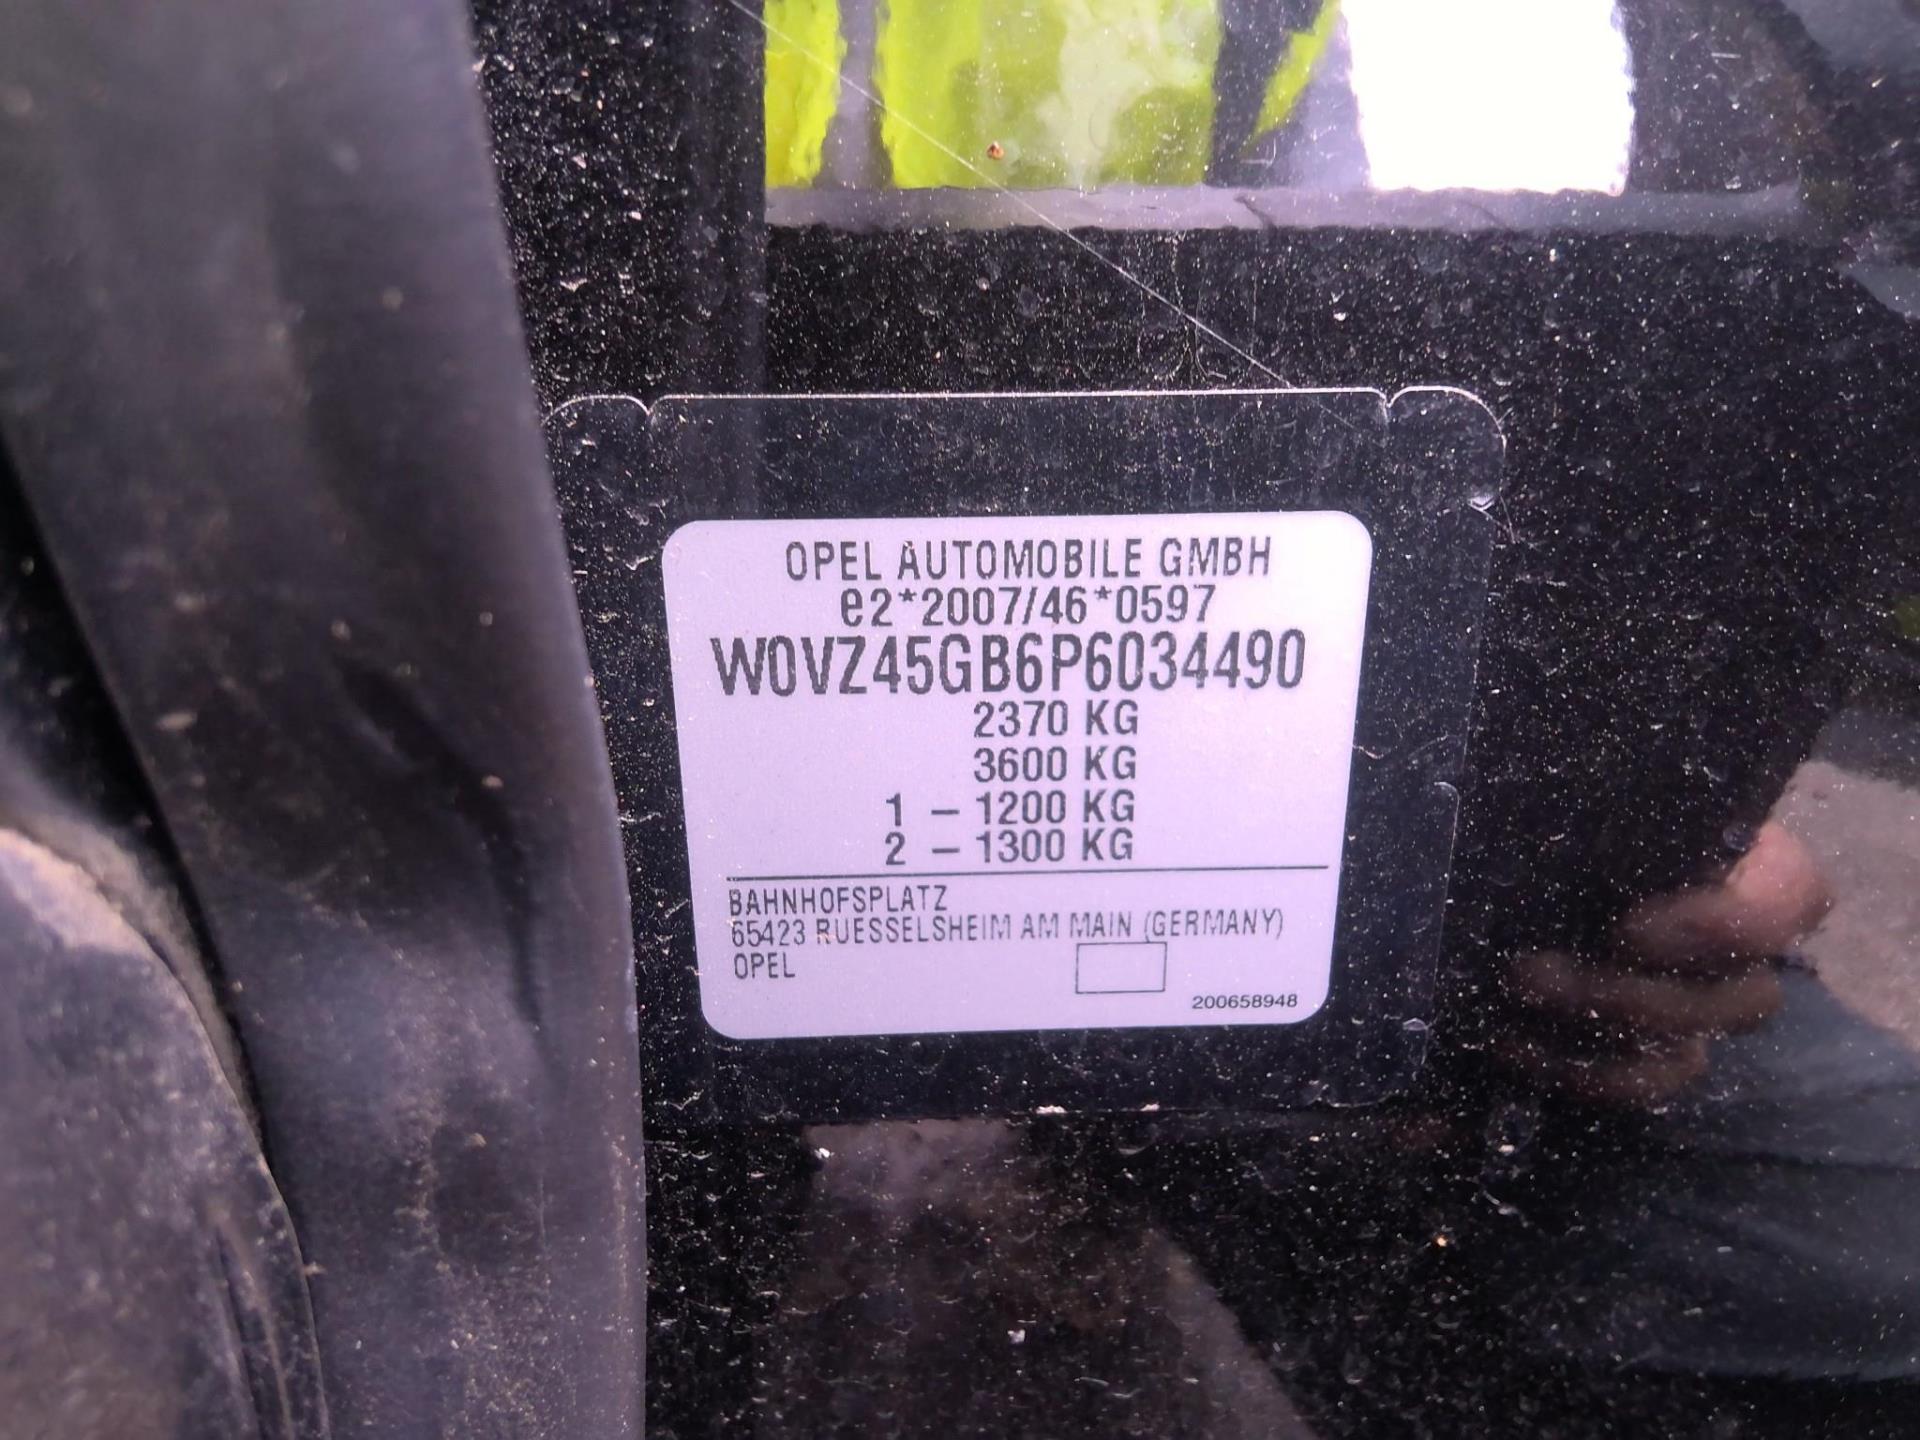 OPEL AUTOMOBILE GMBH
e2*2007/46*0597
W0VZ45GB6P6034490
2370 KG
3600 KG
1 - 1200 KG
2 - 1300 KG
BAHNHOFSPLATZ
65423 RUESSELSHEIM AM MAIN (GERMANY)
OPEL
200658948